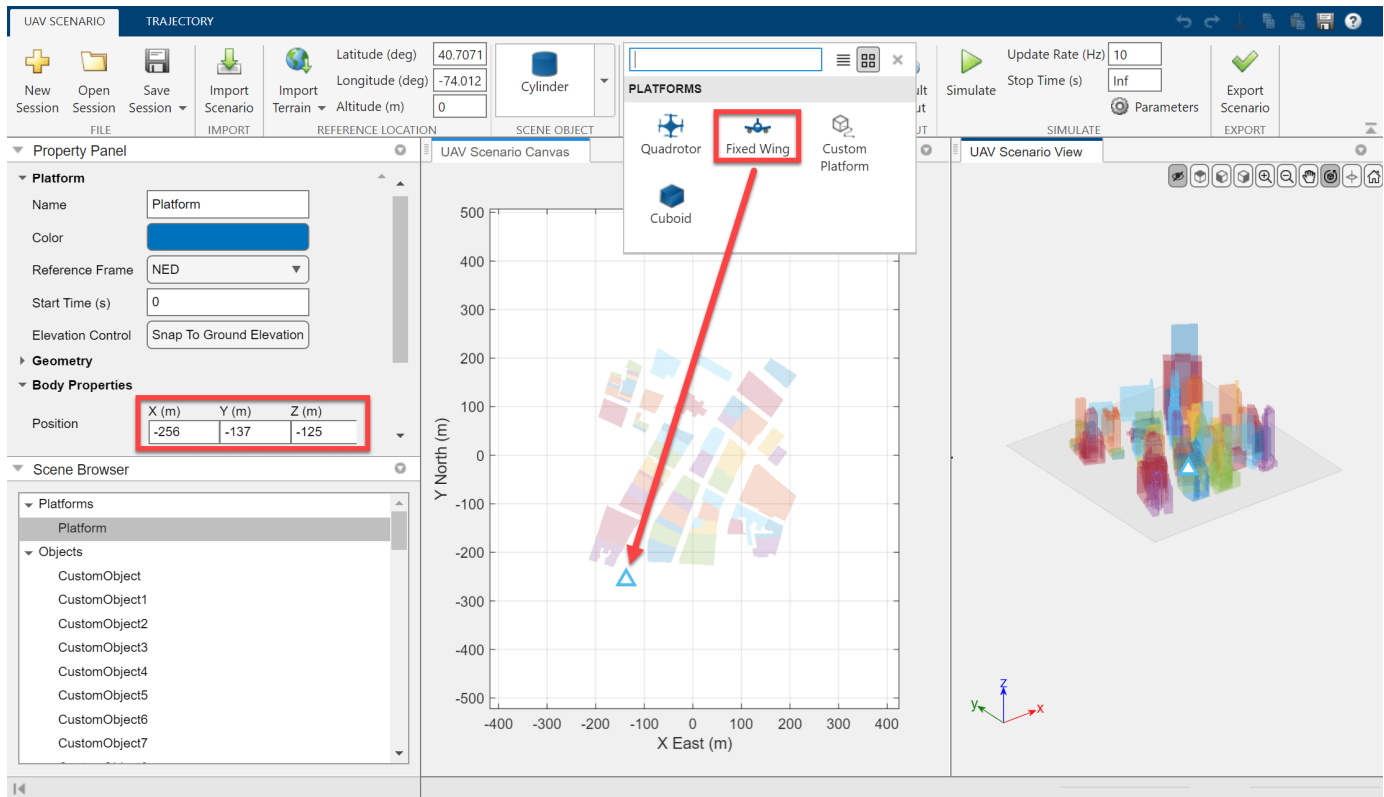 UAV SCENARIO
TRAJECTORY
New Session
Open Session
Save Session
FILE
Import Scenario
IMPORT
Import Terrain
Latitude (deg) 40.7071
Longitude (deg) -74.012
Altitude (m) 0
REFERENCE LOCATION
Cylinder
SCENE OBJECT
PLATFORMS
Quadrotor
Fixed Wing
Custom Platform
Cuboid
Simulate
Update Rate (Hz) 10
Stop Time (s) Inf
Parameters
SIMULATE
Export Scenario
EXPORT
Property Panel
Platform
Name Platform
Color
Reference Frame NED
Start Time (s) 0
Elevation Control Snap To Ground Elevation
Geometry
Body Properties
X (m) Y (m) Z (m)
Position -256 -137 -125
Scene Browser
Platforms
Platform
Objects
CustomObject
CustomObject1
CustomObject2
CustomObject3
CustomObject4
CustomObject5
CustomObject6
CustomObject7
UAV Scenario Canvas
500
400
300
200
100
0
-100
-200
-300
-400
-500
Y North (m)
-400 -300 -200 -100 0 100 200 300 400
X East (m)
UAV Scenario View
z
y
x